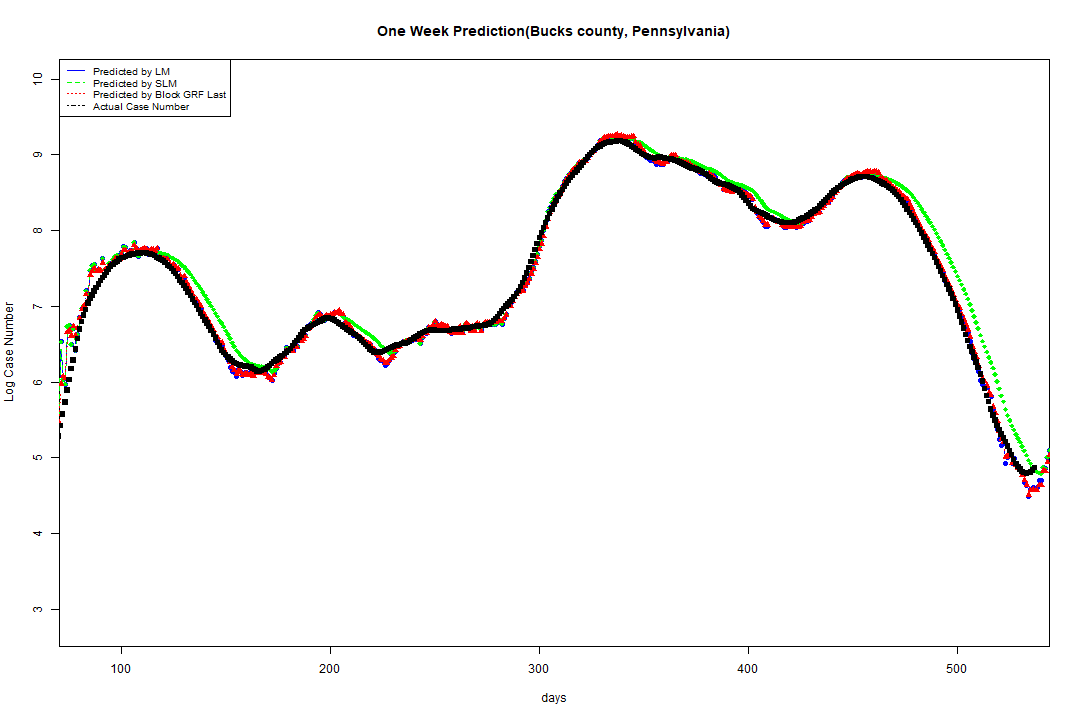 One Week Prediction(Bucks county, Pennsylvania)
Predicted by LM
Predicted by SLM
Predicted by Block GRF Last
Actual Case Number
Log Case Number
10
9
8
7
6
5
4
3
100 200 300 400 500
days